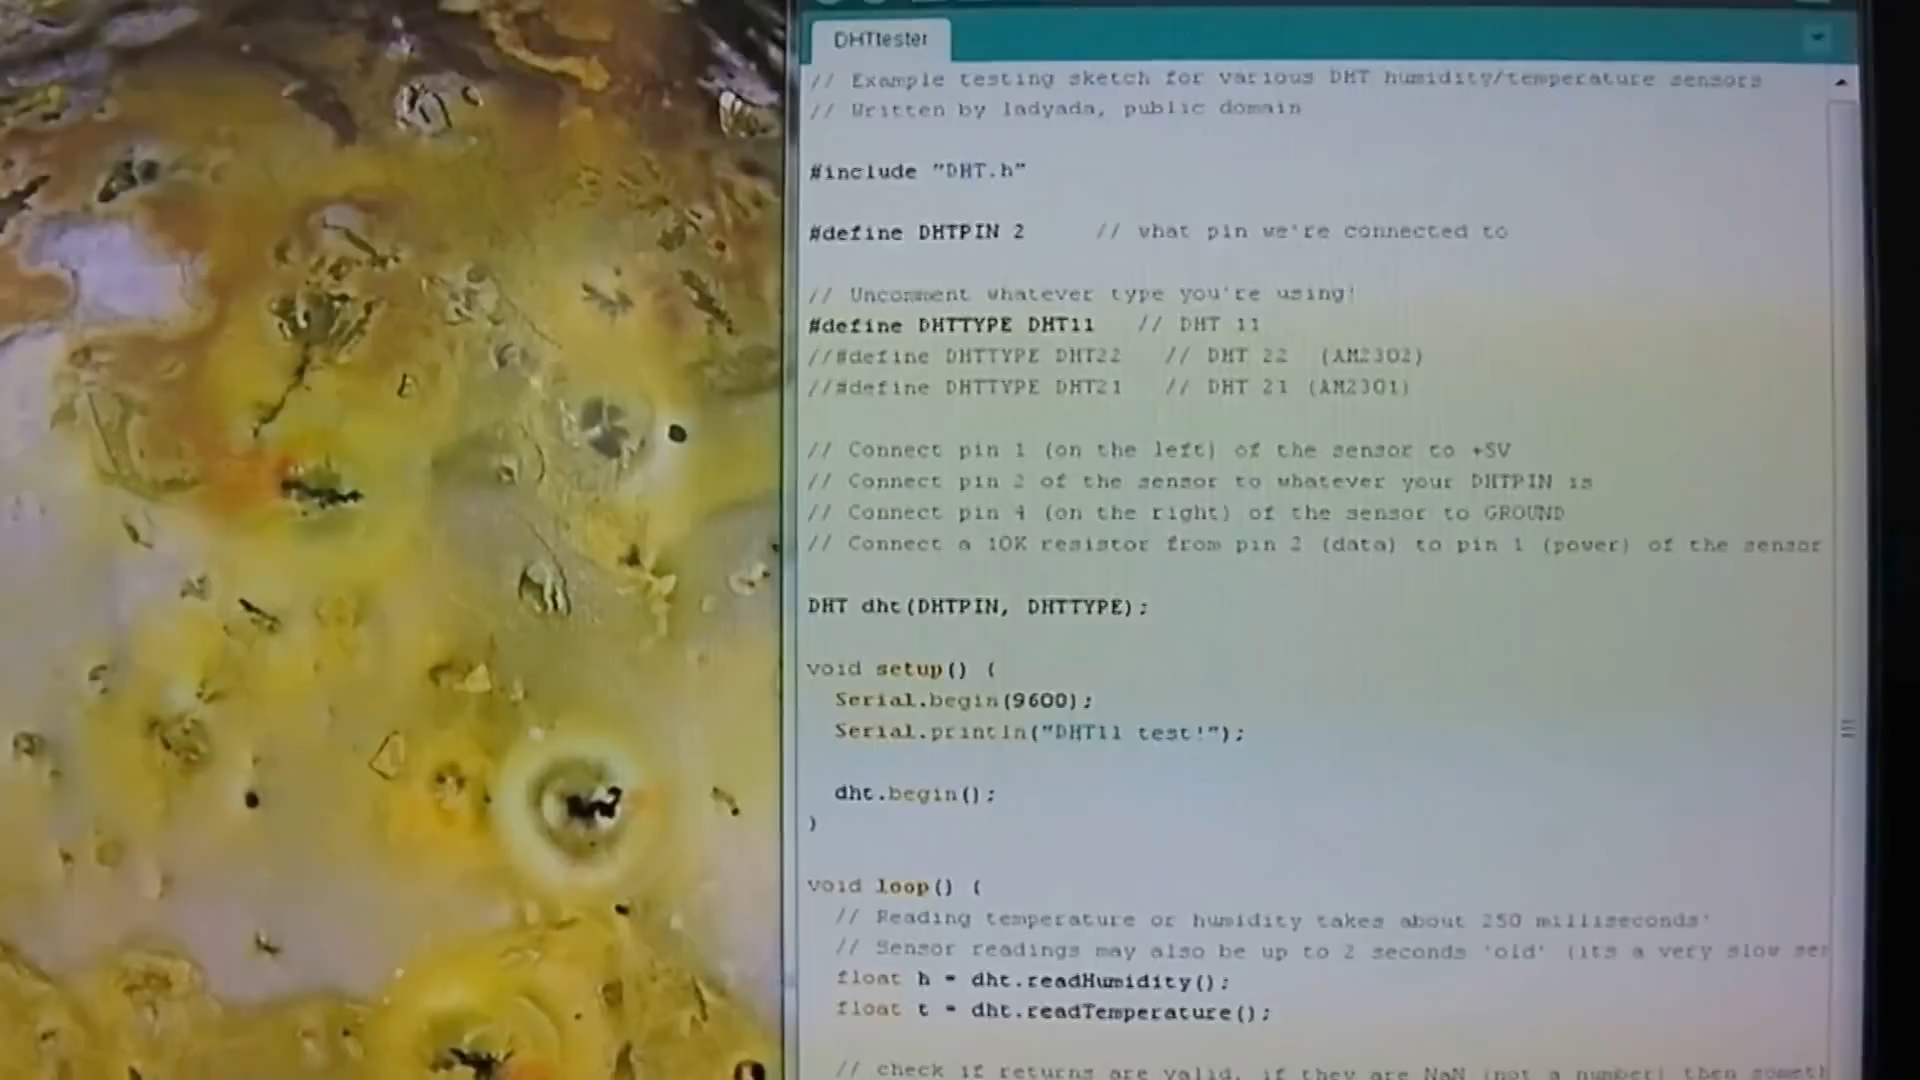 DHTtester
// Example testing sketch for various DHT humidity/temperature sensors
// Written by ladyada, public domain
#include "DHT.h"
#define DHTPIN 2 // what pin we're connected to
// Uncomment whatever type you're using!
#define DHTTYPE DHT11 // DHT 11
//#define DHTTYPE DHT22 // DHT 22 (AM2302)
//#define DHTTYPE DHT21 // DHT 21 (AM2301)
// Connect pin 1 (on the left) of the sensor to +5V
// Connect pin 2 of the sensor to whatever your DHTPIN is
// Connect pin 4 (on the right) of the sensor to GROUND
// Connect a 10K resistor from pin 2 (data) to pin 1 (power) of the sensor
DHT dht(DHTPIN, DHTTYPE);
void setup() {
Serial.begin(9600);
Serial.println("DHT11 test!");
dht.begin();
}
void loop() {
// Reading temperature or humidity takes about 250 milliseconds!
// Sensor readings may also be up to 2 seconds 'old' (its a very slow sen
float h = dht.readHumidity();
float t = dht.readTemperature();
// check if returns are valid, if they are NaN (not a number) then someth